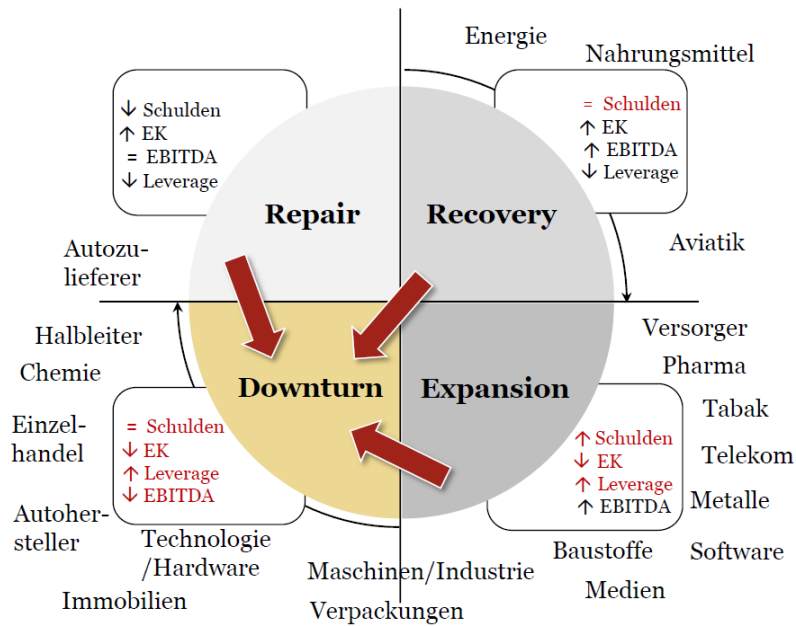 Energie
Nahrungsmittel
↓ Schulden
↑ EK
= EBITDA
↓ Leverage
= Schulden
↑ EK
↑ EBITDA
↓ Leverage
Repair
Recovery
Autozu-
lieferer
Aviatik
Halbleiter
Chemie
Einzel-
handel
Autoher-
steller
Immobilien
Technologie
/Hardware
Downturn
Expansion
= Schulden
↓ EK
↑ Leverage
↓ EBITDA
↑ Schulden
↓ EK
↑ Leverage
↑ EBITDA
Versorger
Pharma
Tabak
Telekom
Metalle
Software
Baustoffe
Medien
Maschinen/Industrie
Verpackungen